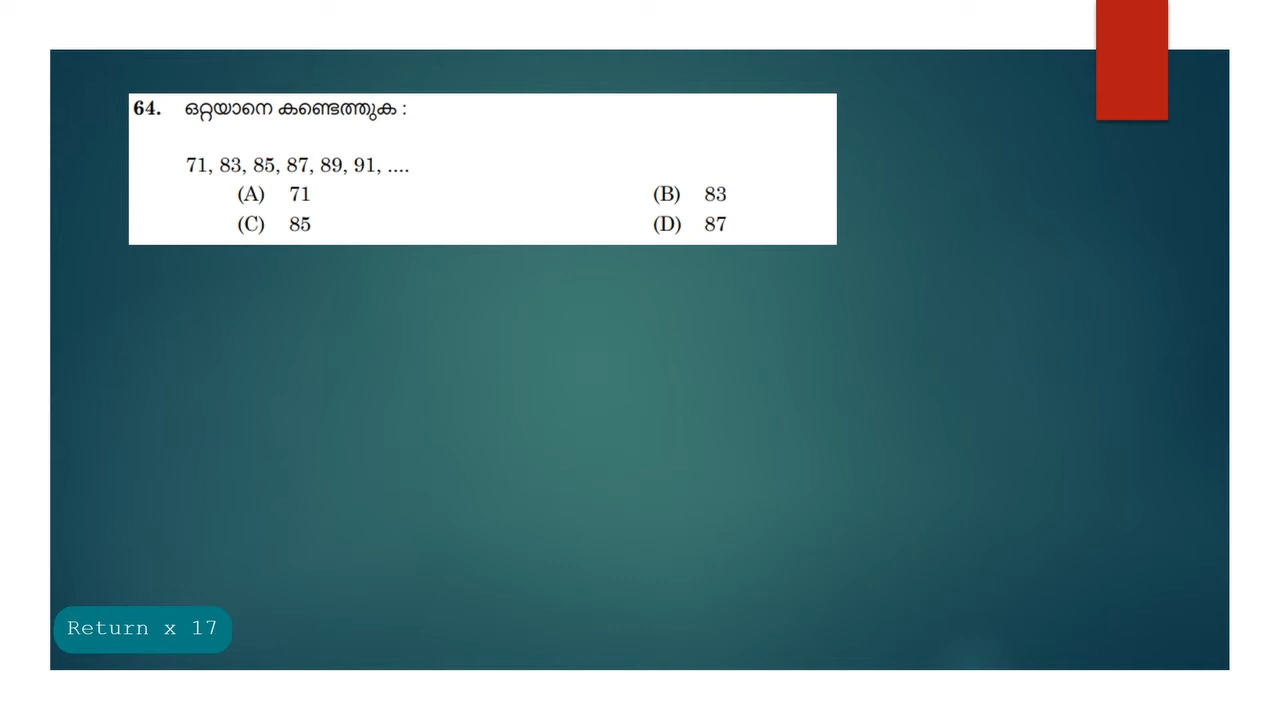 64. ഒറ്റയാനെ കണ്ടെത്തുക :
71, 83, 85, 87, 89, 91, ....
(A) 71 (B) 83
(C) 85 (D) 87
Return x 17